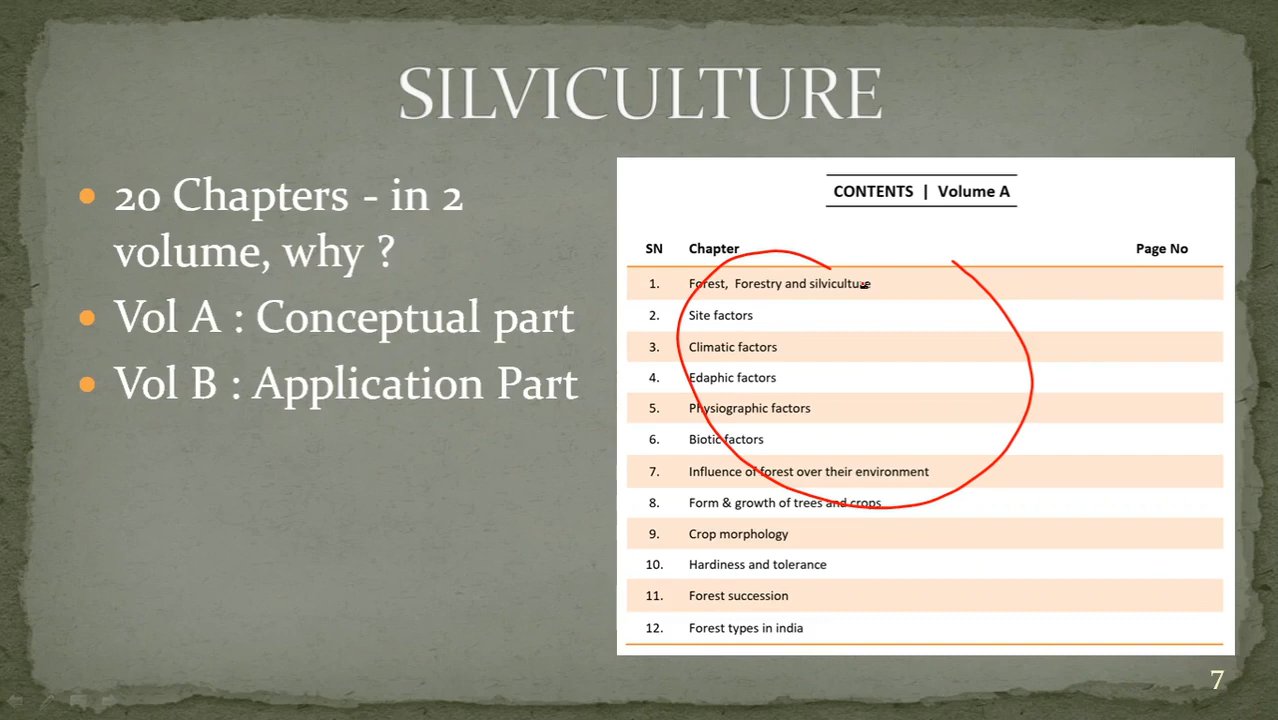 SILVICULTURE
20 Chapters - in 2
volume, why ?
Vol A : Conceptual part
Vol B : Application Part
CONTENTS | Volume A
SN Chapter Page No
1. Forest, Forestry and silviculture
2. Site factors
3. Climatic factors
4. Edaphic factors
5. Physiographic factors
6. Biotic factors
7. Influence of forest over their environment
8. Form & growth of trees and crops
9. Crop morphology
10. Hardiness and tolerance
11. Forest succession
12. Forest types in india
7